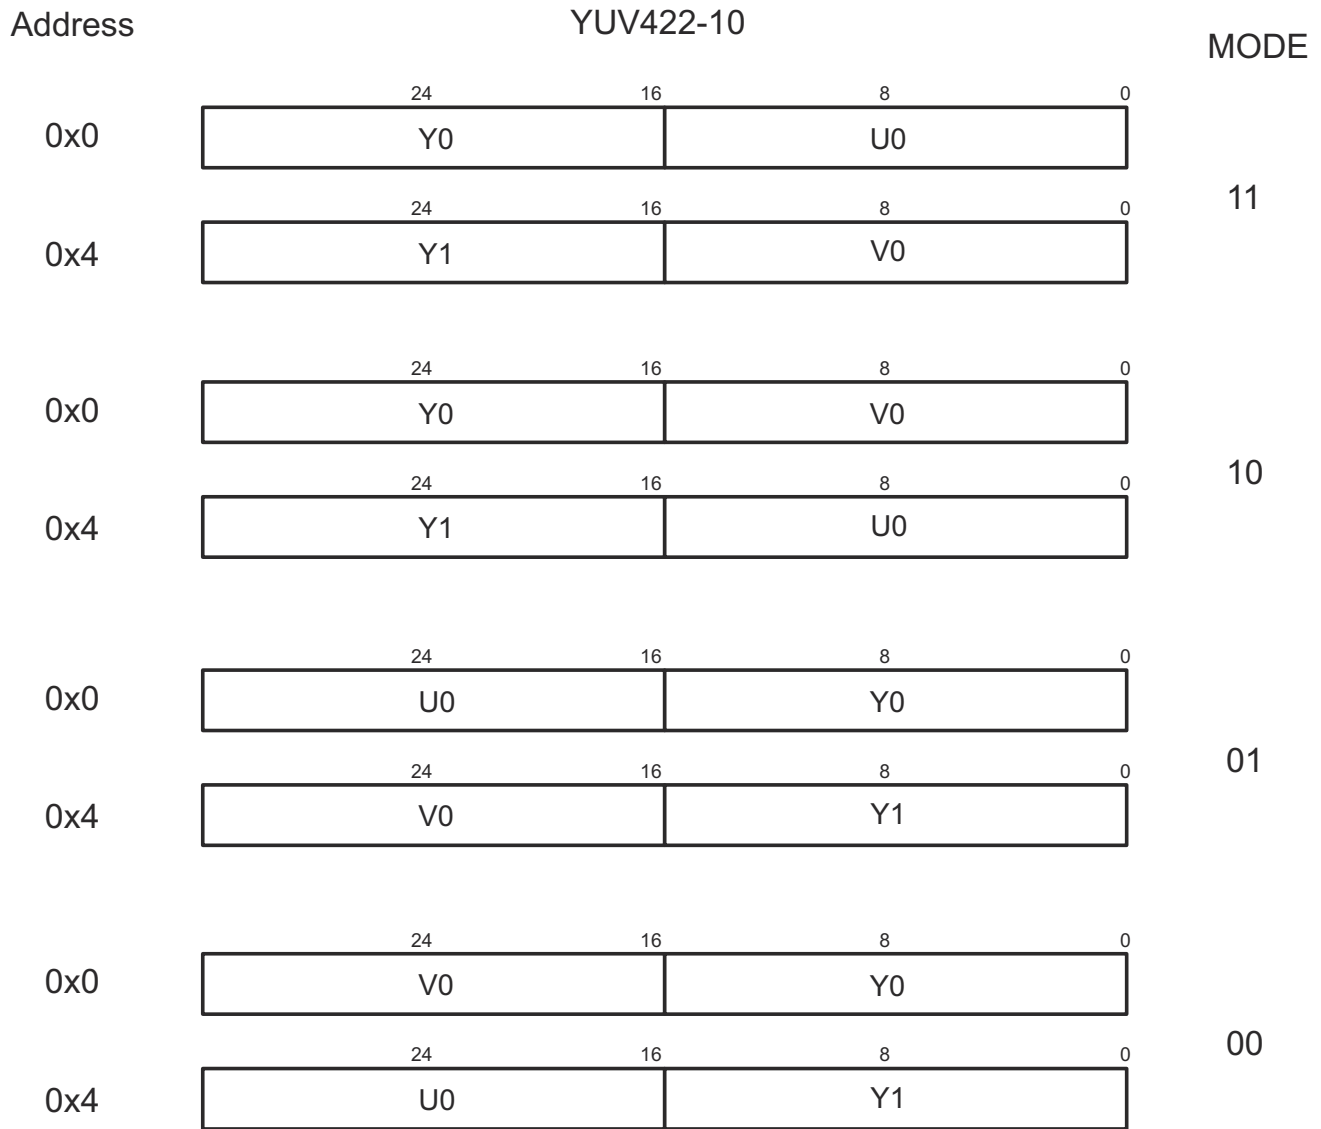 Address YUV422-10 MODE
24 16 8 0
0x0 Y0 U0
11
24 16 8 0
0x4 Y1 V0
24 16 8 0
0x0 Y0 V0
10
24 16 8 0
0x4 Y1 U0
24 16 8 0
0x0 U0 Y0
01
24 16 8 0
0x4 V0 Y1
24 16 8 0
0x0 V0 Y0
00
24 16 8 0
0x4 U0 Y1